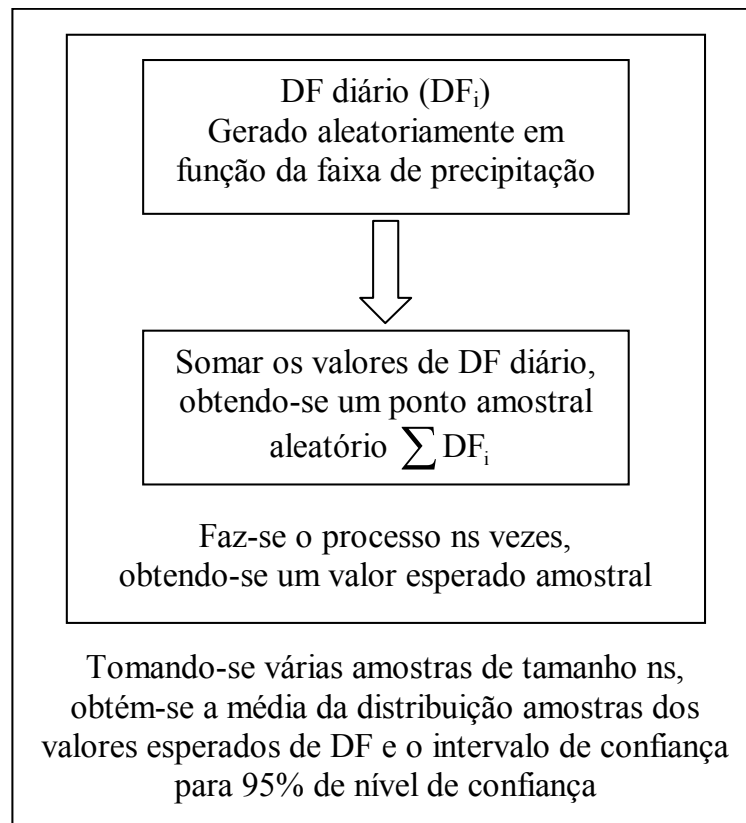 DF diário (DFᵢ)
Gerado aleatoriamente em
função da faixa de precipitação
Somar os valores de DF diário,
obtendo-se um ponto amostral
aleatório ∑ DFᵢ
Faz-se o processo ns vezes,
obtendo-se um valor esperado amostral
Tomando-se várias amostras de tamanho ns,
obtém-se a média da distribuição amostras dos
valores esperados de DF e o intervalo de confiança
para 95% de nível de confiança